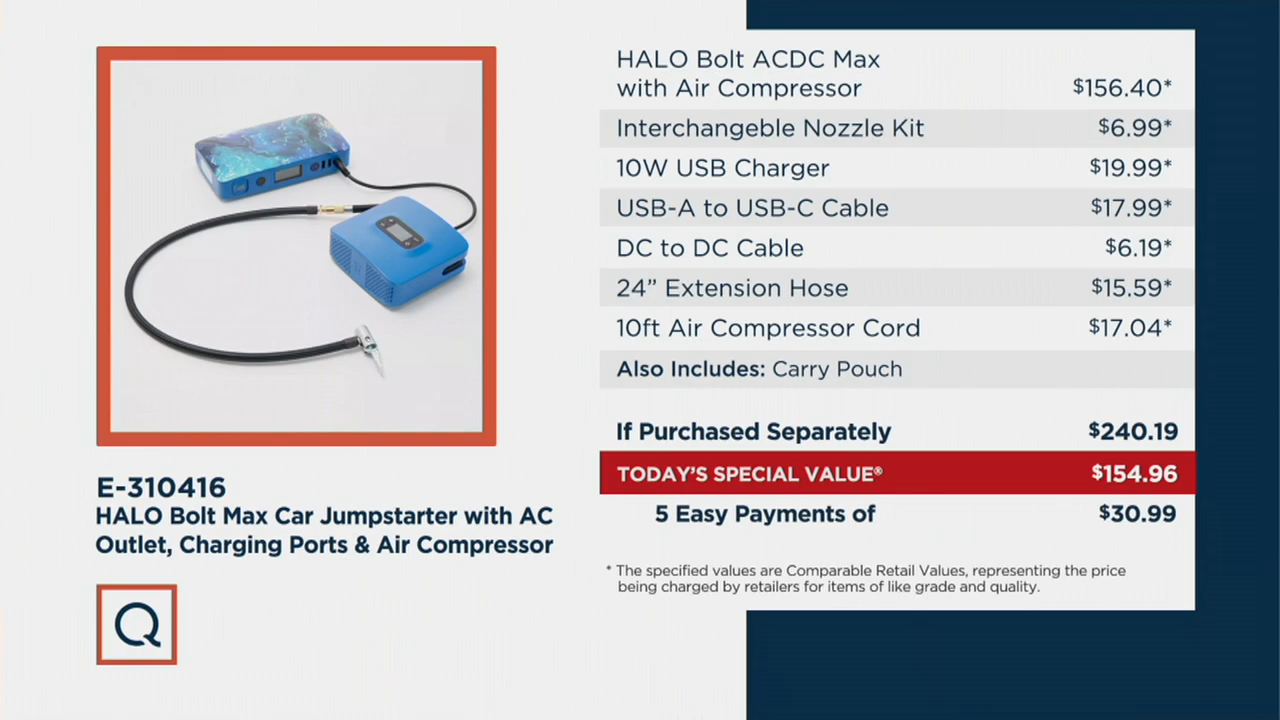 HALO Bolt ACDC Max
with Air Compressor $156.40*
Interchangeble Nozzle Kit $6.99*
10W USB Charger $19.99*
USB-A to USB-C Cable $17.99*
DC to DC Cable $6.19*
24” Extension Hose $15.59*
10ft Air Compressor Cord $17.04*
Also Includes: Carry Pouch
If Purchased Separately $240.19
TODAY’S SPECIAL VALUE® $154.96
5 Easy Payments of $30.99
* The specified values are Comparable Retail Values, representing the price
being charged by retailers for items of like grade and quality.
E-310416
HALO Bolt Max Car Jumpstarter with AC
Outlet, Charging Ports & Air Compressor
Q